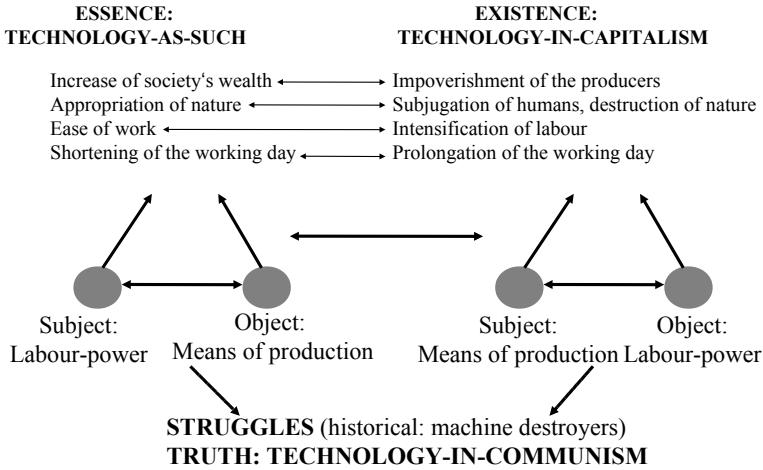 ESSENCE:
TECHNOLOGY-AS-SUCH
EXISTENCE:
TECHNOLOGY-IN-CAPITALISM
Increase of society‘s wealth
Impoverishment of the producers
Appropriation of nature
Subjugation of humans, destruction of nature
Ease of work
Intensification of labour
Shortening of the working day
Prolongation of the working day
Subject:
Labour-power
Object:
Means of production
Subject:
Means of production
Object:
Labour-power
STRUGGLES (historical: machine destroyers)
TRUTH: TECHNOLOGY-IN-COMMUNISM